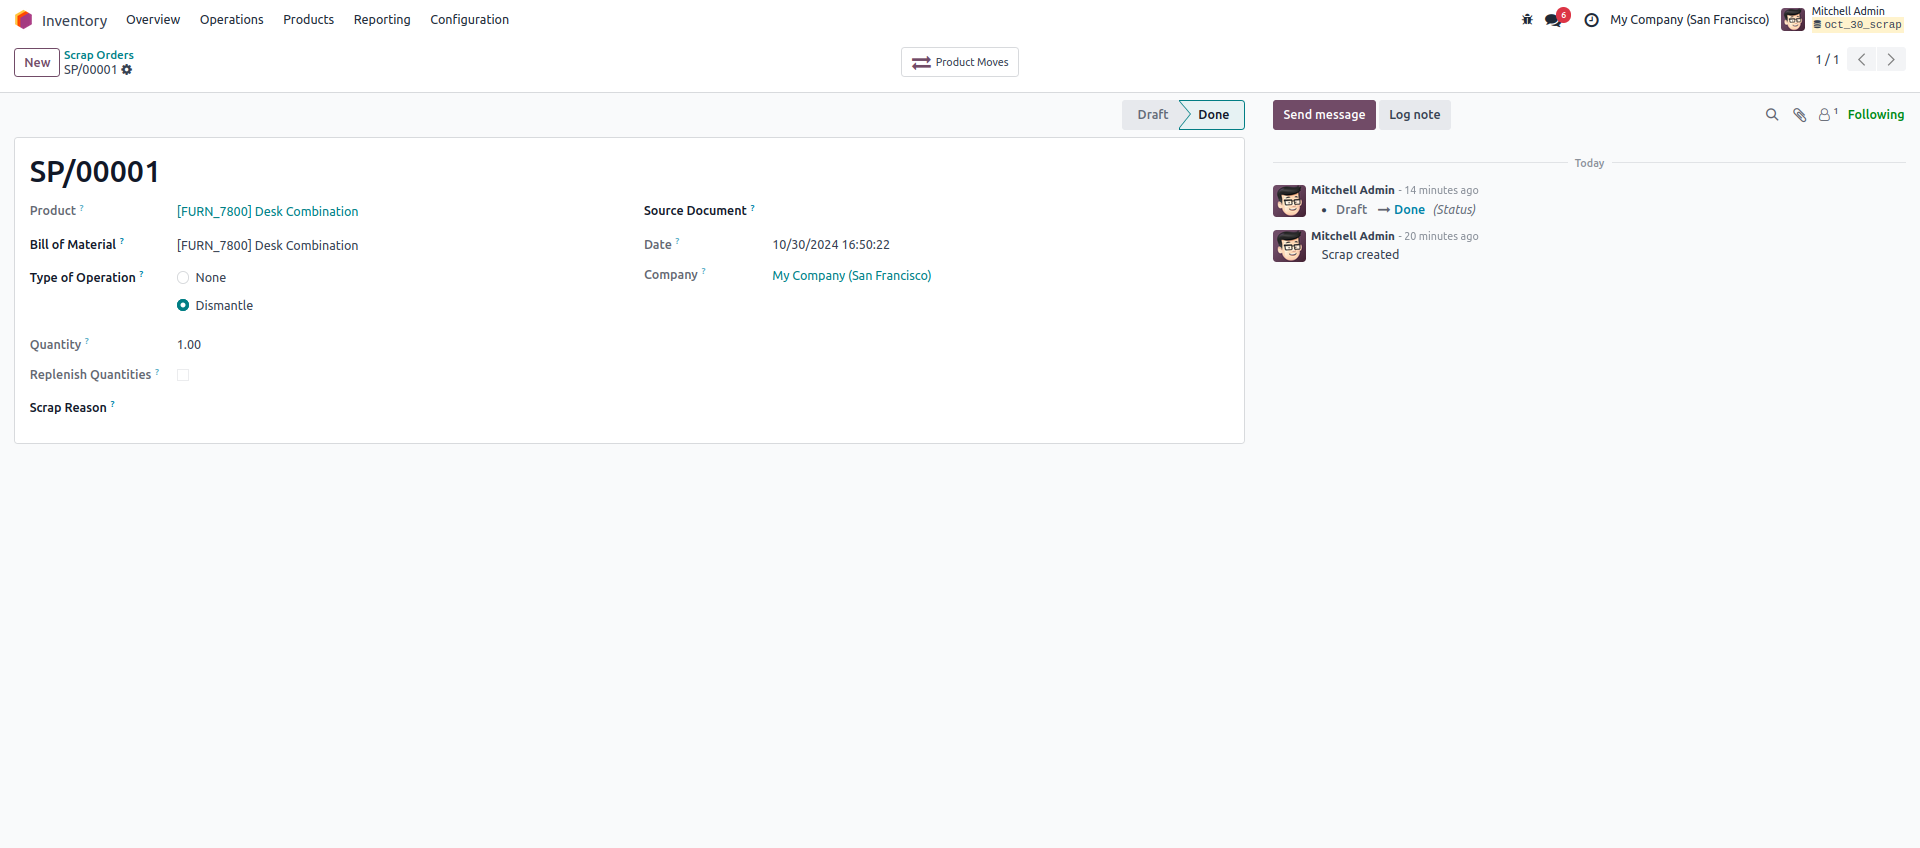 Inventory Overview Operations Products Reporting Configuration 6 My Company (San Francisco) Mitchell Admin
oct_30_scrap
New Scrap Orders
SP/00001
Product Moves
1 / 1
Draft Done
Send message Log note 1 Following
SP/00001
Product ? [FURN_7800] Desk Combination
Bill of Material ? [FURN_7800] Desk Combination
Type of Operation ? None
Dismantle
Quantity ? 1.00
Replenish Quantities ?
Scrap Reason ?
Source Document ?
Date ? 10/30/2024 16:50:22
Company ? My Company (San Francisco)
Today
Mitchell Admin - 14 minutes ago
• Draft → Done (Status)
Mitchell Admin - 20 minutes ago
Scrap created